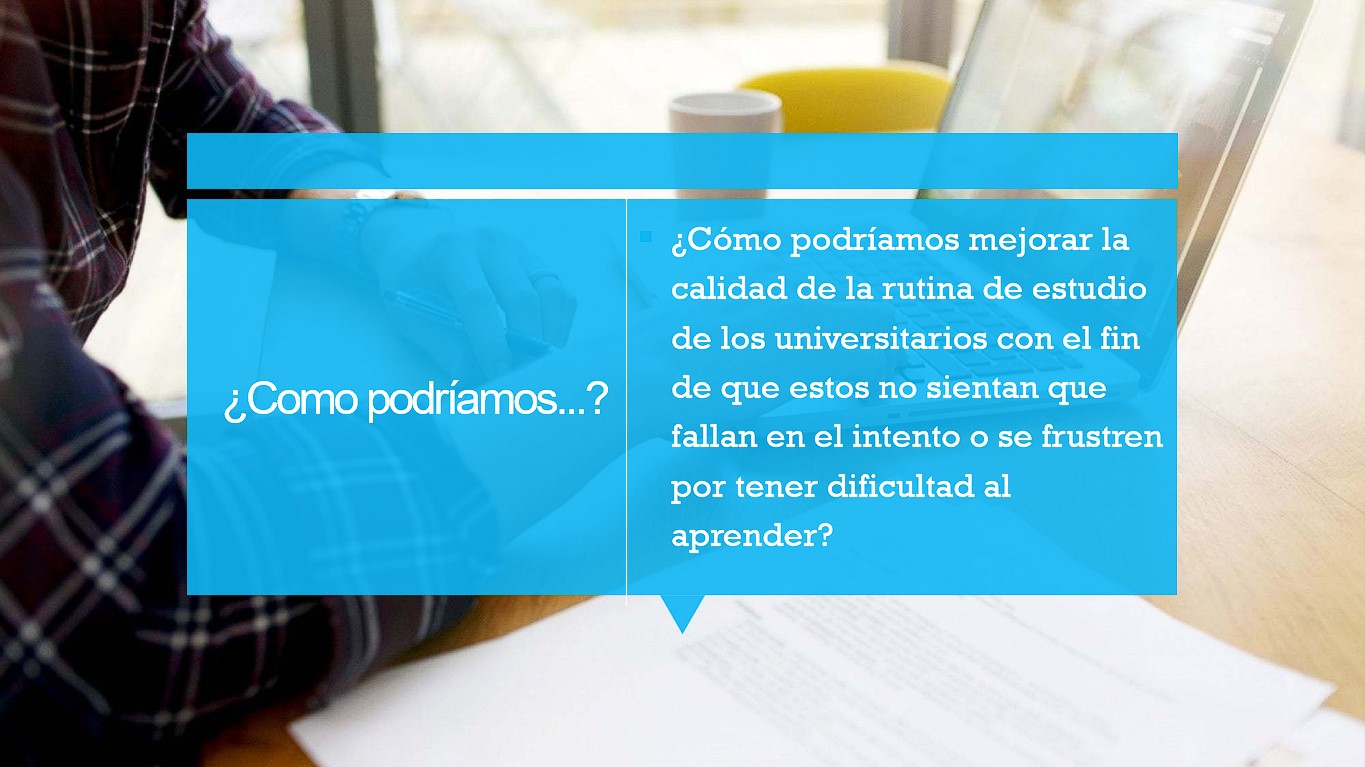 ¿Como podríamos...?
¿Cómo podríamos mejorar la
calidad de la rutina de estudio
de los universitarios con el fin
de que estos no sientan que
fallan en el intento o se frustren
por tener dificultad al
aprender?